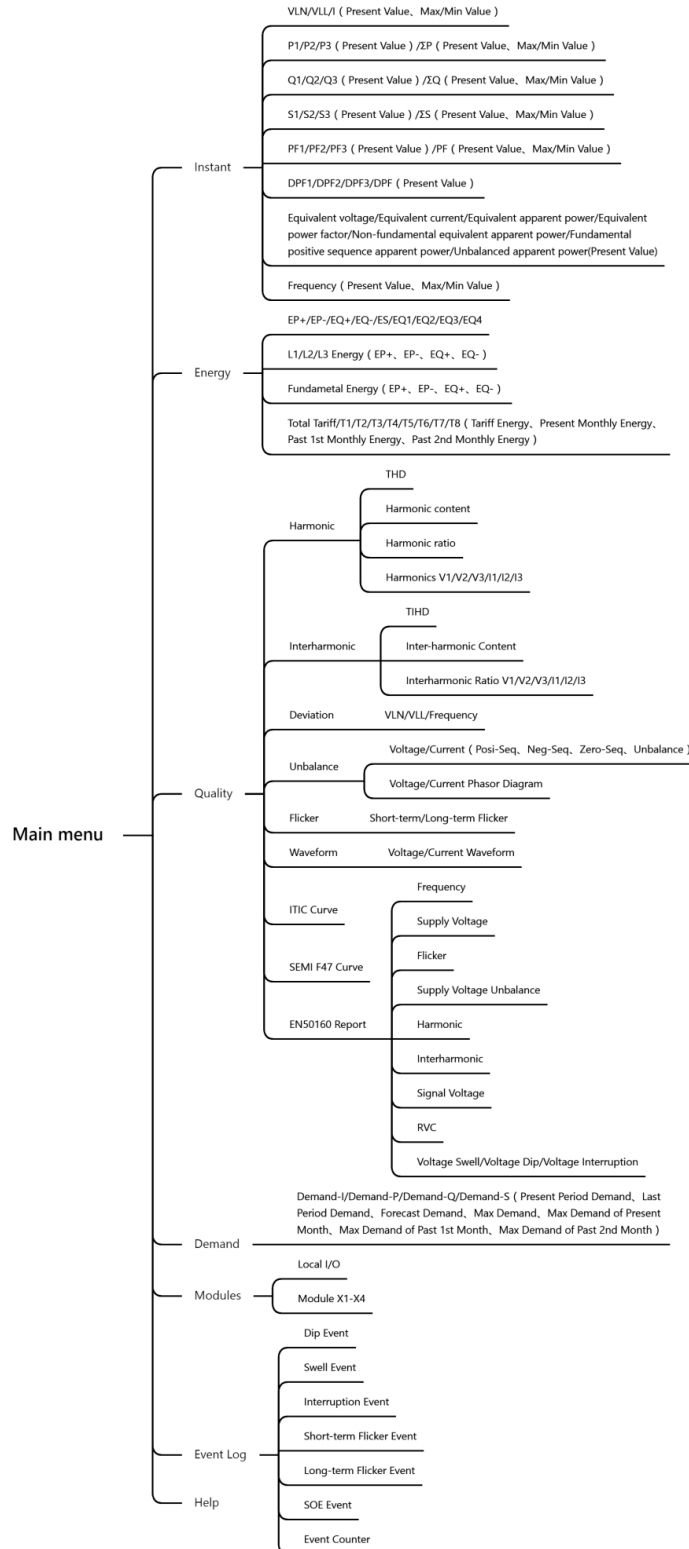 VLN/VLL/I ( Present Value、Max/Min Value )
P1/P2/P3 ( Present Value ) /ΣP ( Present Value、Max/Min Value )
Q1/Q2/Q3 ( Present Value ) /ΣQ ( Present Value、Max/Min Value )
S1/S2/S3 ( Present Value ) /ΣS ( Present Value、Max/Min Value )
PF1/PF2/PF3 ( Present Value ) /PF ( Present Value、Max/Min Value )
Instant
DPF1/DPF2/DPF3/DPF ( Present Value )
Equivalent voltage/Equivalent current/Equivalent apparent power/Equivalent
power factor/Non-fundamental equivalent apparent power/Fundamental
positive sequence apparent power/Unbalanced apparent power(Present Value)
Frequency ( Present Value、Max/Min Value )
EP+/EP-/EQ+/EQ-/ES/EQ1/EQ2/EQ3/EQ4
L1/L2/L3 Energy ( EP+、EP-、EQ+、EQ- )
Energy
Fundametal Energy ( EP+、EP-、EQ+、EQ- )
Total Tariff/T1/T2/T3/T4/T5/T6/T7/T8 ( Tariff Energy、Present Monthly Energy、
Past 1st Monthly Energy、Past 2nd Monthly Energy )
THD
Harmonic content
Harmonic
Harmonic ratio
Harmonics V1/V2/V3/I1/I2/I3
TIHD
Interharmonic
Inter-harmonic Content
Interharmonic Ratio V1/V2/V3/I1/I2/I3
Deviation
VLN/VLL/Frequency
Voltage/Current ( Posi-Seq、Neg-Seq、Zero-Seq、Unbalance )
Unbalance
Voltage/Current Phasor Diagram
Quality
Flicker
Short-term/Long-term Flicker
Main menu
Waveform
Voltage/Current Waveform
ITIC Curve
SEMI F47 Curve
EN50160 Report
Frequency
Supply Voltage
Flicker
Supply Voltage Unbalance
Harmonic
Interharmonic
Signal Voltage
RVC
Voltage Swell/Voltage Dip/Voltage Interruption
Demand-I/Demand-P/Demand-Q/Demand-S ( Present Period Demand、Last
Period Demand、Forecast Demand、Max Demand、Max Demand of Present
Month、Max Demand of Past 1st Month、Max Demand of Past 2nd Month )
Demand
Local I/O
Modules
Module X1-X4
Dip Event
Swell Event
Interruption Event
Short-term Flicker Event
Event Log
Long-term Flicker Event
SOE Event
Event Counter
Help